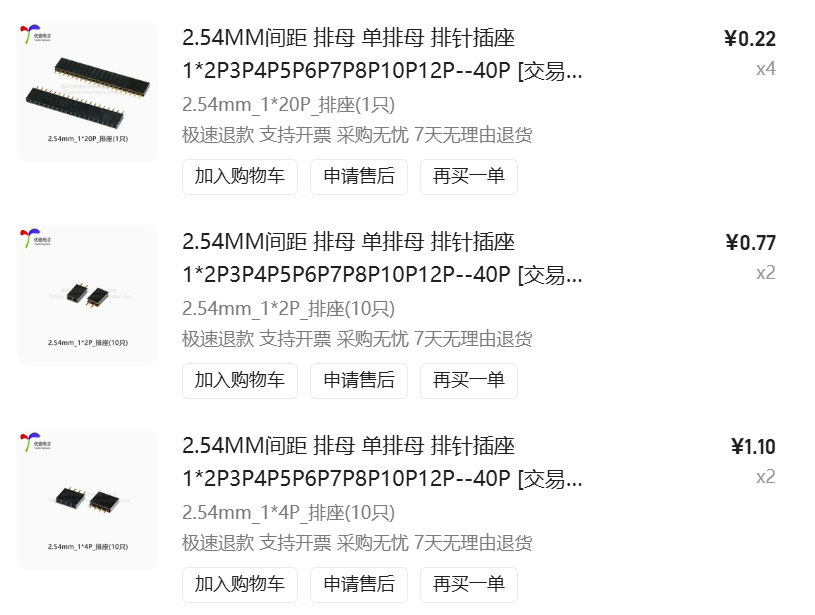 优信电子
2.54mm_1*20P_排座(1只)
2.54MM间距 排母 单排母 排针插座
1*2P3P4P5P6P7P8P10P12P--40P [交易...
2.54mm_1*20P_排座(1只)
极速退款 支持开票 采购无忧 7天无理由退货
加入购物车 申请售后 再买一单
¥0.22
x4
优信电子
2.54mm_1*2P_排座(10只)
2.54MM间距 排母 单排母 排针插座
1*2P3P4P5P6P7P8P10P12P--40P [交易...
2.54mm_1*2P_排座(10只)
极速退款 支持开票 采购无忧 7天无理由退货
加入购物车 申请售后 再买一单
¥0.77
x2
优信电子
2.54mm_1*4P_排座(10只)
2.54MM间距 排母 单排母 排针插座
1*2P3P4P5P6P7P8P10P12P--40P [交易...
2.54mm_1*4P_排座(10只)
极速退款 支持开票 采购无忧 7天无理由退货
加入购物车 申请售后 再买一单
¥1.10
x2